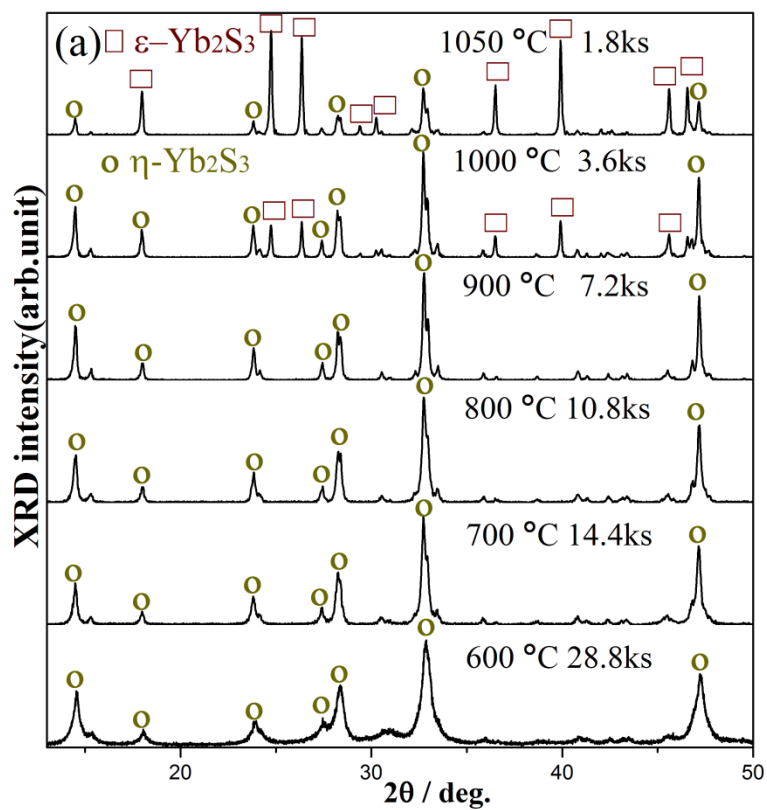 (a) □ ε–Yb2S3 1050 °C 1.8ks
o η-Yb2S3 1000 °C 3.6ks
900 °C 7.2ks
800 °C 10.8ks
700 °C 14.4ks
600 °C 28.8ks
XRD intensity(arb.unit)
20 30 40 50
2θ / deg.